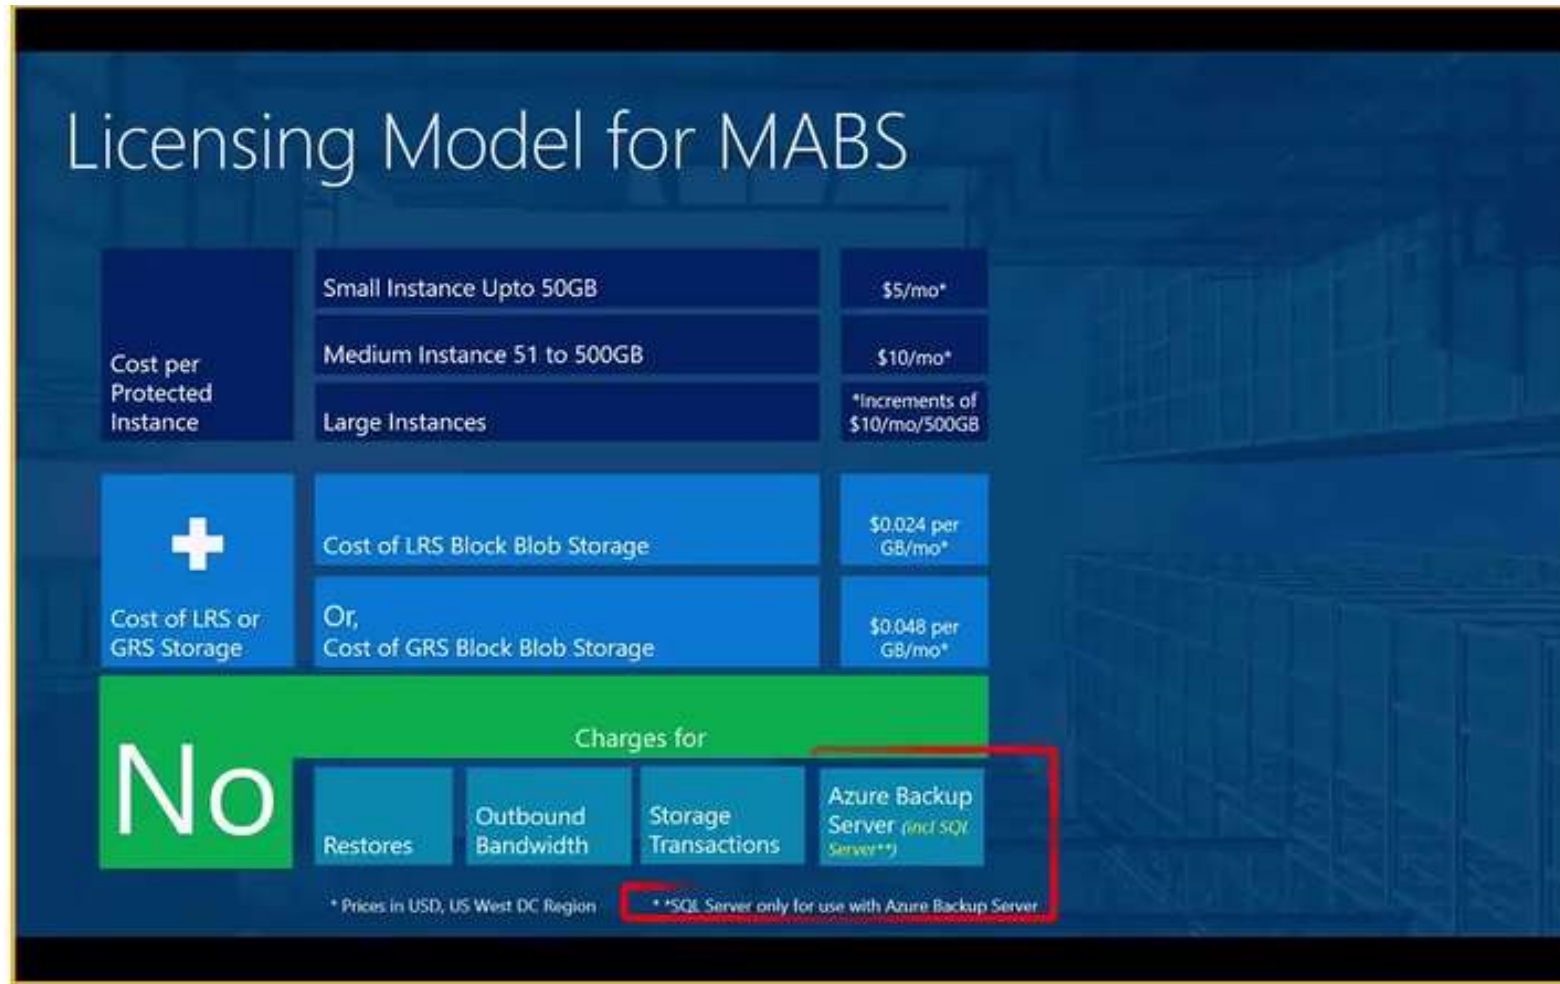 Licensing Model for MABS
Cost per
Protected
Instance
Small Instance Upto 50GB
$5/mo*
Medium Instance 51 to 500GB
$10/mo*
Large Instances
*Increments of
$10/mo/500GB
Cost of LRS or
GRS Storage
Cost of LRS Block Blob Storage
$0.024 per
GB/mo*
Or,
Cost of GRS Block Blob Storage
$0.048 per
GB/mo*
No
Charges for
Restores
Outbound
Bandwidth
Storage
Transactions
Azure Backup
Server (incl SQL
Server**)
* Prices in USD, US West DC Region
* *SQL Server only for use with Azure Backup Server